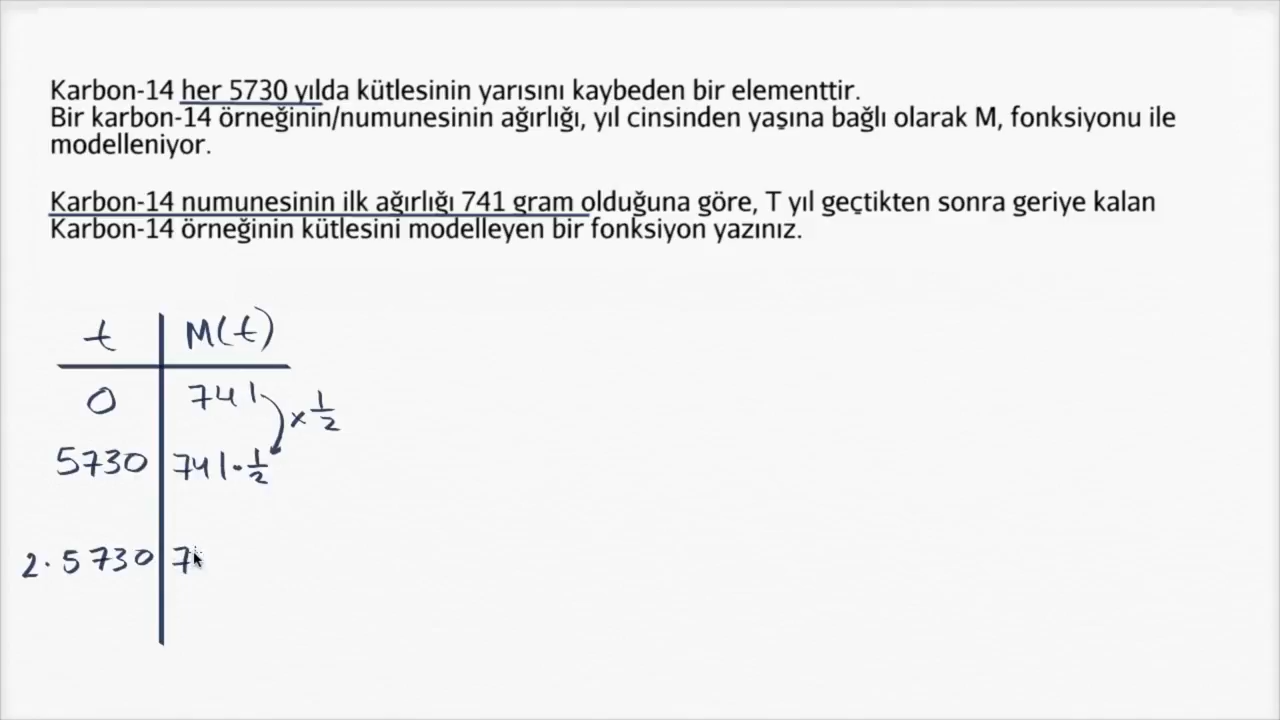 Karbon-14 her 5730 yılda kütlesinin yarısını kaybeden bir elementtir.
Bir karbon-14 örneğinin/numunesinin ağırlığı, yıl cinsinden yaşına bağlı olarak M, fonksiyonu ile
modelleniyor.
Karbon-14 numunesinin ilk ağırlığı 741 gram olduğuna göre, T yıl geçtikten sonra geriye kalan
Karbon-14 örneğinin kütlesini modelleyen bir fonksiyon yazınız.
t M(t)
0 741 × 1/2
5730 741 · 1/2
2 · 5730 7